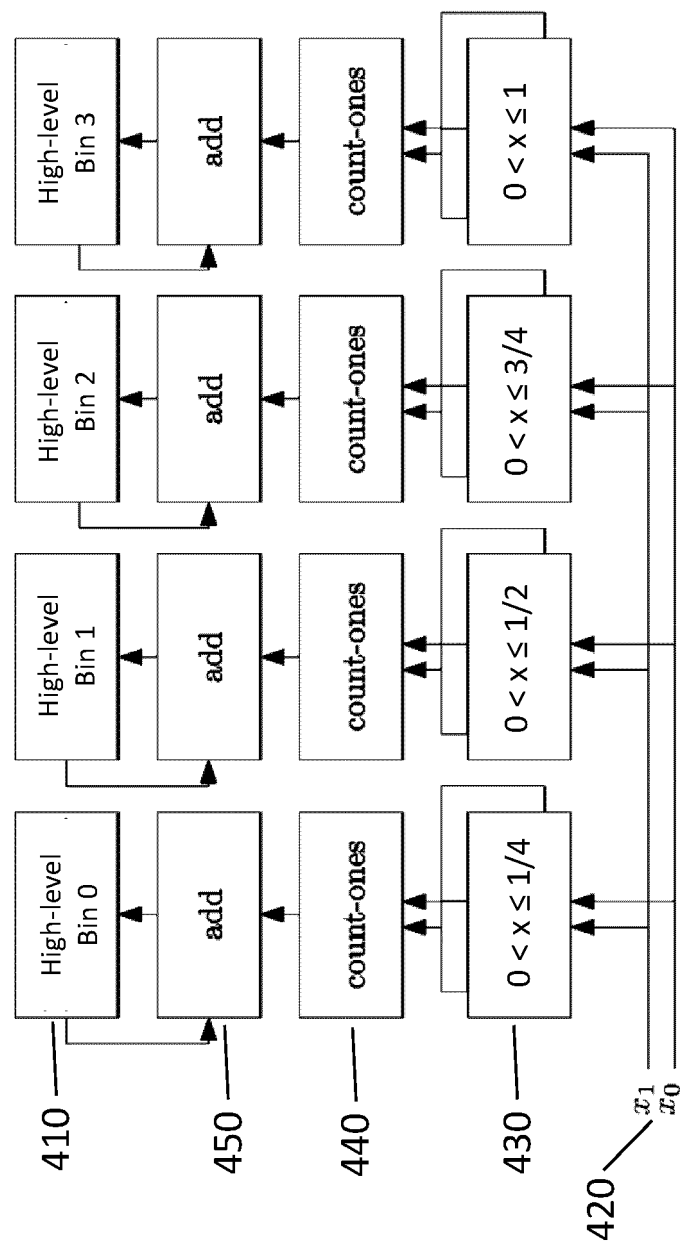 410
High-level
Bin 0
High-level
Bin 1
High-level
Bin 2
High-level
Bin 3
450
add
add
add
add
440
count-ones
count-ones
count-ones
count-ones
430
0 < x ≤ 1/4
0 < x ≤ 1/2
0 < x ≤ 3/4
0 < x ≤ 1
420
x₁
x₀